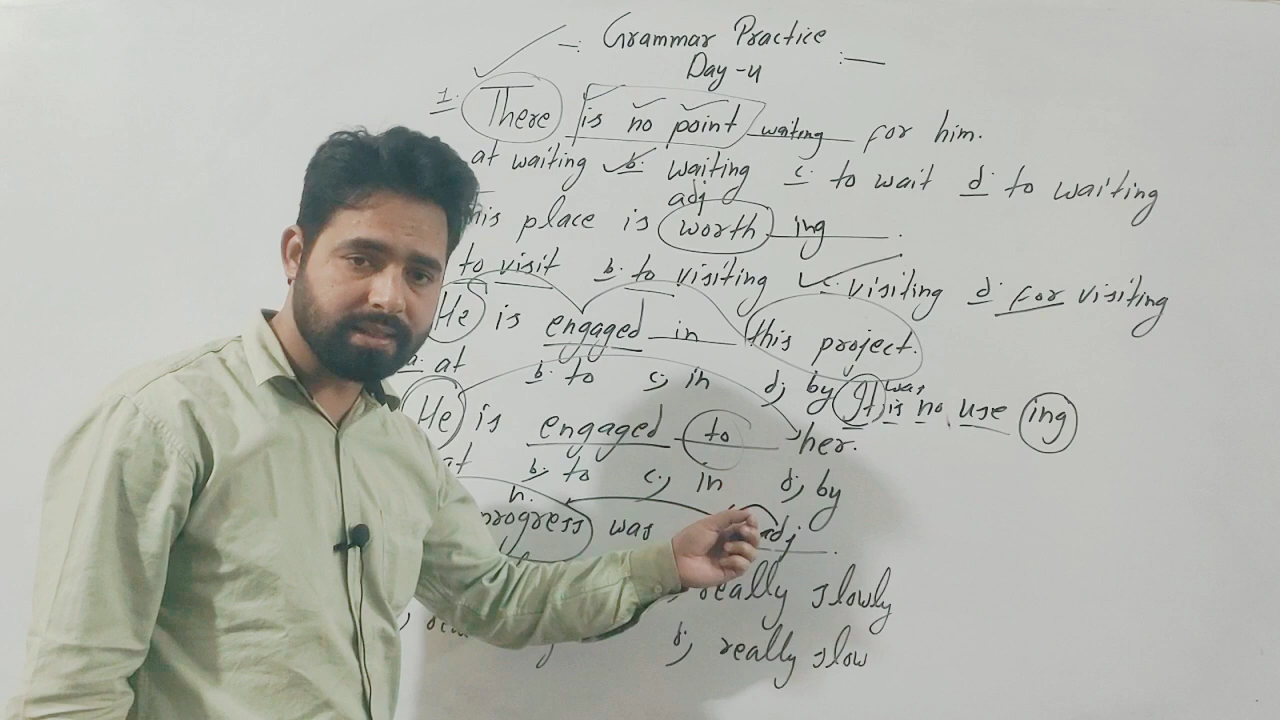 -: Grammar Practice :-
Day-4
1. There is no point waiting for him.
at waiting b. waiting c. to wait d. to waiting
adj
place is worth ing .
to visit b. to visiting c. visiting d. for visiting
He is engaged in this project.
a. at b. to c, in d, by
was
It is no use ing
He is engaged to her.
at b, to c, in d, by
n.
progress was adj .
really slowly
d, really slow